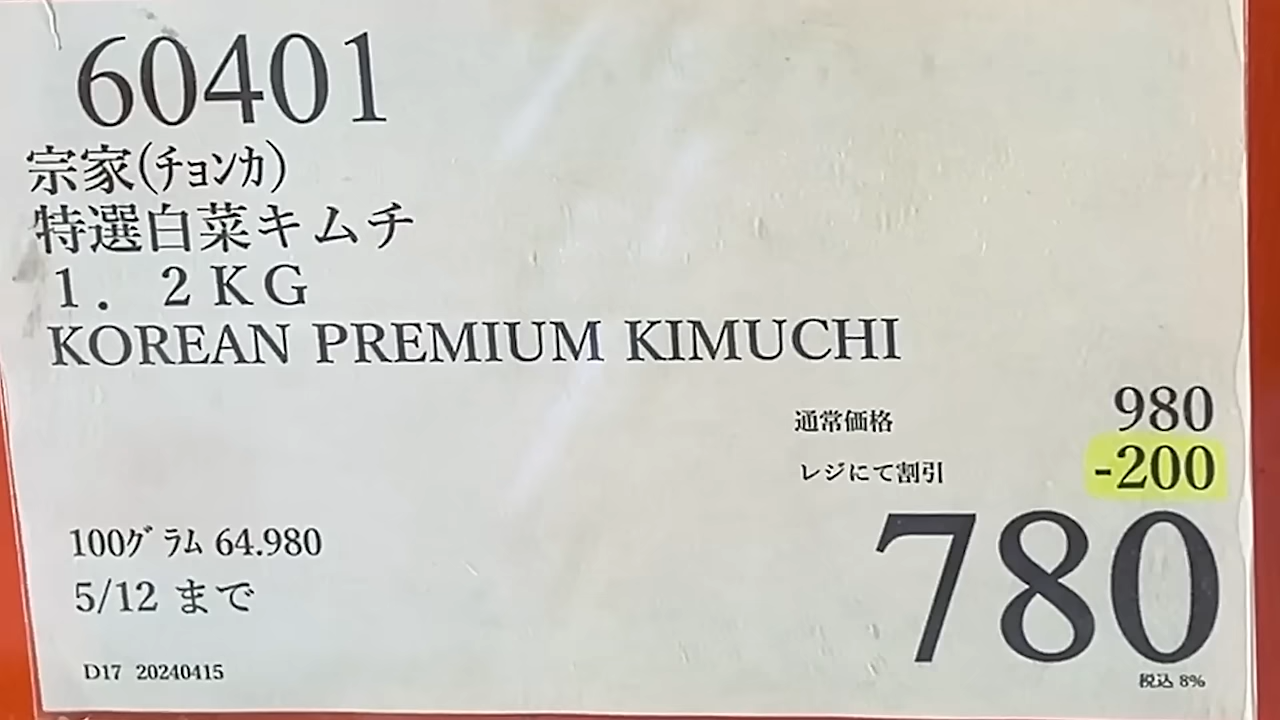 60401
宗家(ﾁｮﾝｶ)
特選白菜キムチ
１．２ＫＧ
KOREAN PREMIUM KIMUCHI
通常価格 980
レジにて割引 -200
780
税込 8%
100ｸﾞﾗﾑ 64.980
5/12 まで
D17 20240415